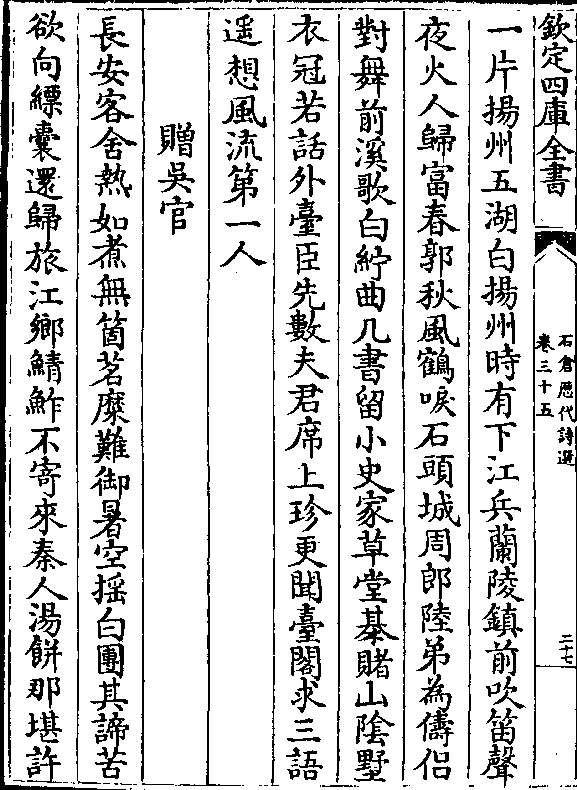 欽定四庫全書
石倉歴代詩選
卷三十五
二十七
一片揚州五湖白揚州時有下江兵蘭陵鎮前吹笛聲
夜火人歸富春郭秋風鶴唳石頭城周郎陸弟為儔侣
對舞前溪歌白紵曲几書留小史家草堂棊賭山隂墅
衣冠若話外臺臣先數夫君席上珍更聞臺閣求三語
遥想風流第一人
贈吳官
長安客舍熱如煮無箇茗糜難御暑空摇白團其諦苦
欲向縹囊還歸旅江鄉鯖鮓不寄來秦人湯餅那堪許